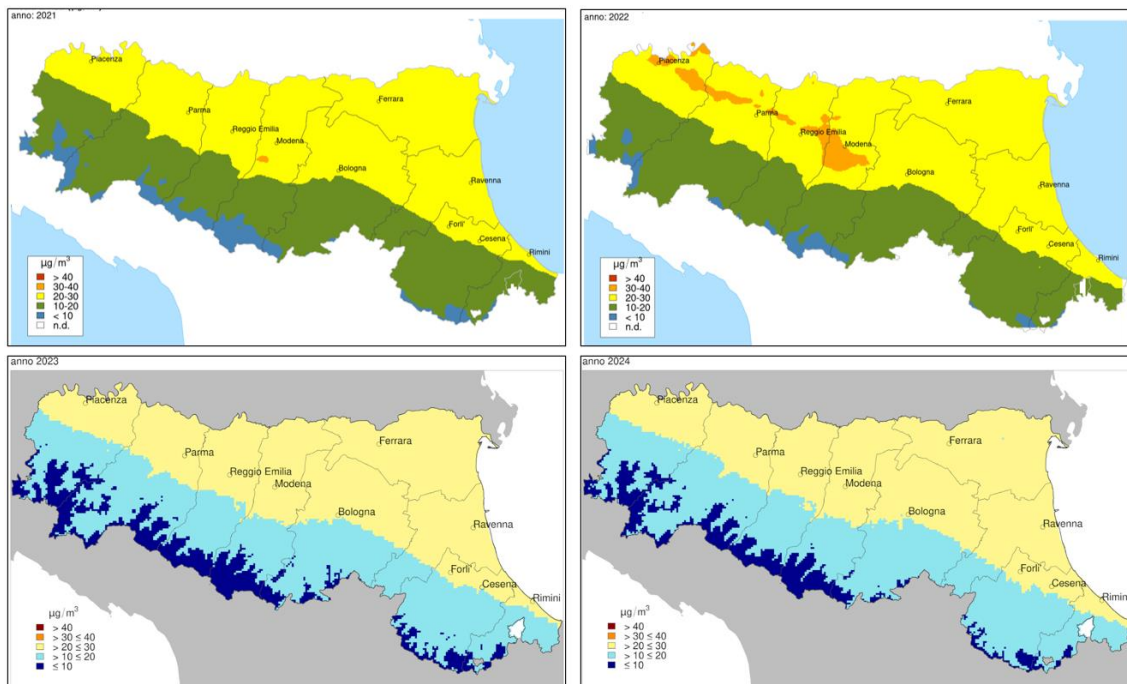 anno: 2021
Piacenza
Parma
Ferrara
Reggio Emilia
Modena
Bologna
Ravenna
Forli'
Cesena
Rimini
µg/m³
> 40
30-40
20-30
10-20
< 10
n.d.
anno: 2022
Piacenza
Parma
Ferrara
Reggio Emilia
Modena
Bologna
Ravenna
Forli'
Cesena
Rimini
µg/m³
> 40
30-40
20-30
10-20
< 10
n.d.
anno 2023
Piacenza
Parma
Ferrara
Reggio Emilia
Modena
Bologna
Ravenna
Forli'
Cesena
Rimini
µg/m³
> 40
> 30 ≤ 40
> 20 ≤ 30
> 10 ≤ 20
≤ 10
anno 2024
Piacenza
Parma
Ferrara
Reggio Emilia
Modena
Bologna
Ravenna
Forli'
Cesena
Rimini
µg/m³
> 40
> 30 ≤ 40
> 20 ≤ 30
> 10 ≤ 20
≤ 10